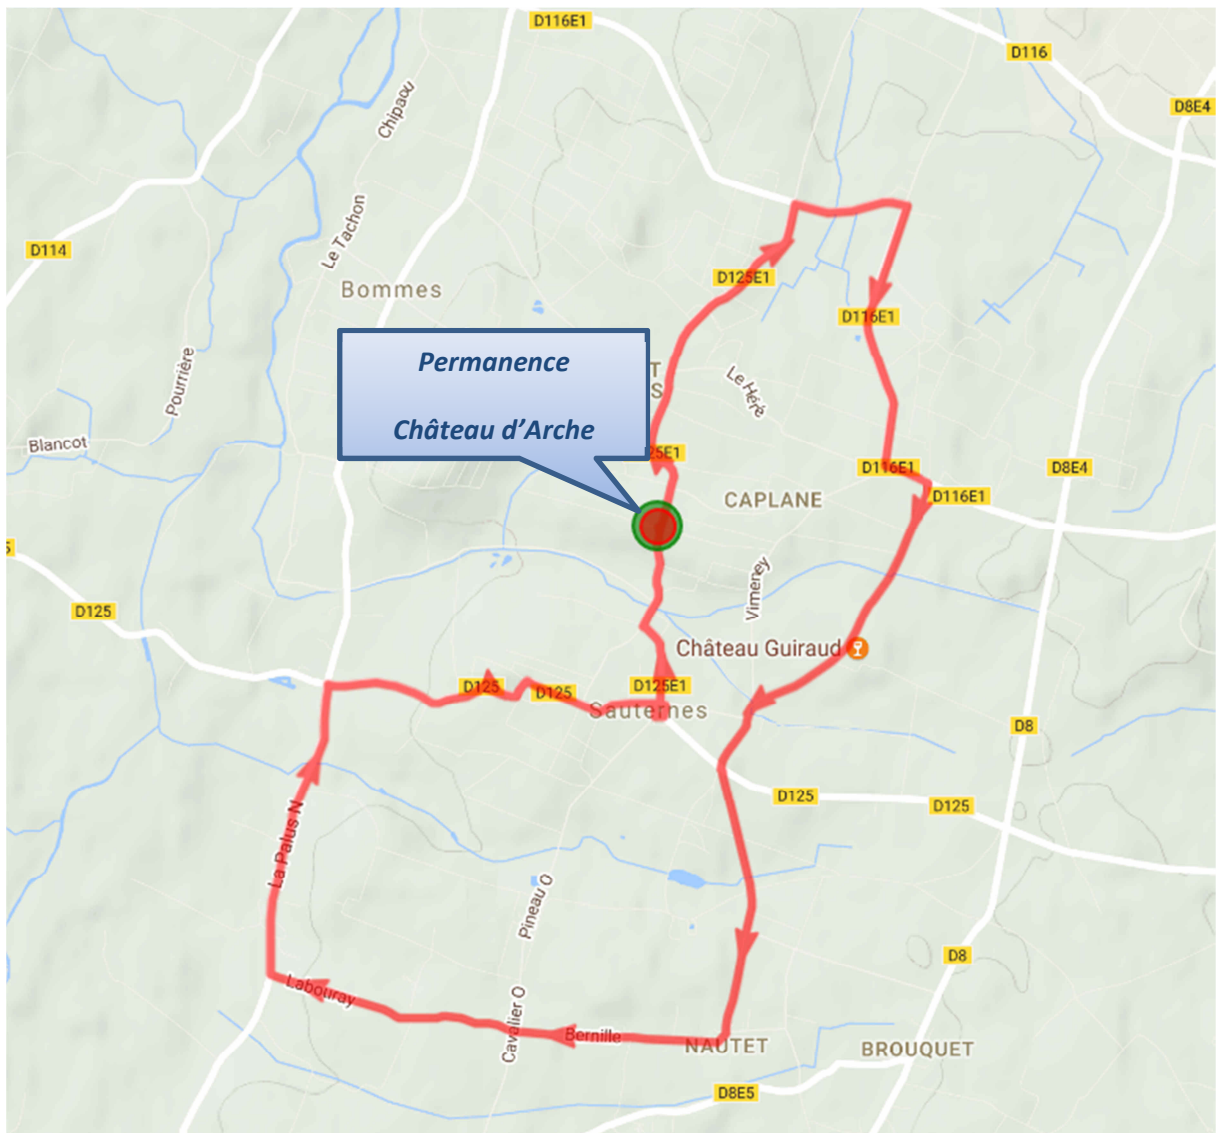 D116E1
D116
D8E4
Chipaou
Le Tachon
D114
Bommes
D125E1
D116E1
Permanence
Château d'Arche
T
S
Pourrière
Le Héré
Blancot
25E1
D116E1
D8E4
D116E1
CAPLANE
5
Vimeney
D125
Château Guiraud
D125
D125
D125E1
Sauternes
D8
D125
D125
La Palus N
Pineau O
D8
Labouray
Cavalier O
Bernille
NAUTET
BROUQUET
D8E5